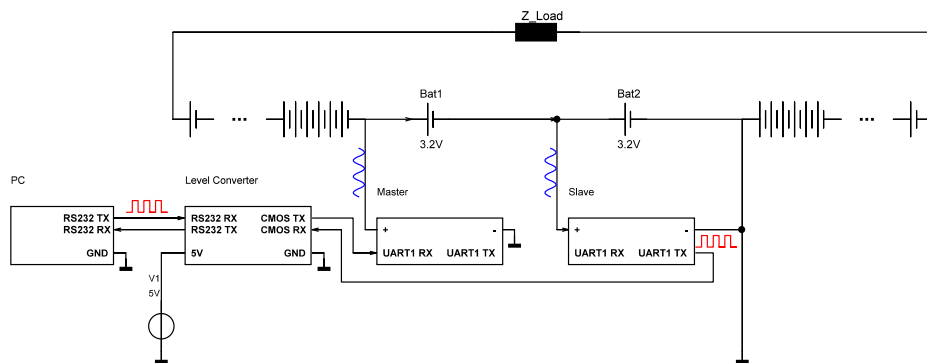 Z_Load
Bat1
Bat2
...
...
3.2V
3.2V
PC
Level Converter
Master
Slave
RS232 TX
RS232 RX
GND
RS232 RX
RS232 TX
5V
CMOS TX
CMOS RX
GND
+
-
UART1 RX
UART1 TX
+
-
UART1 RX
UART1 TX
V1
5V